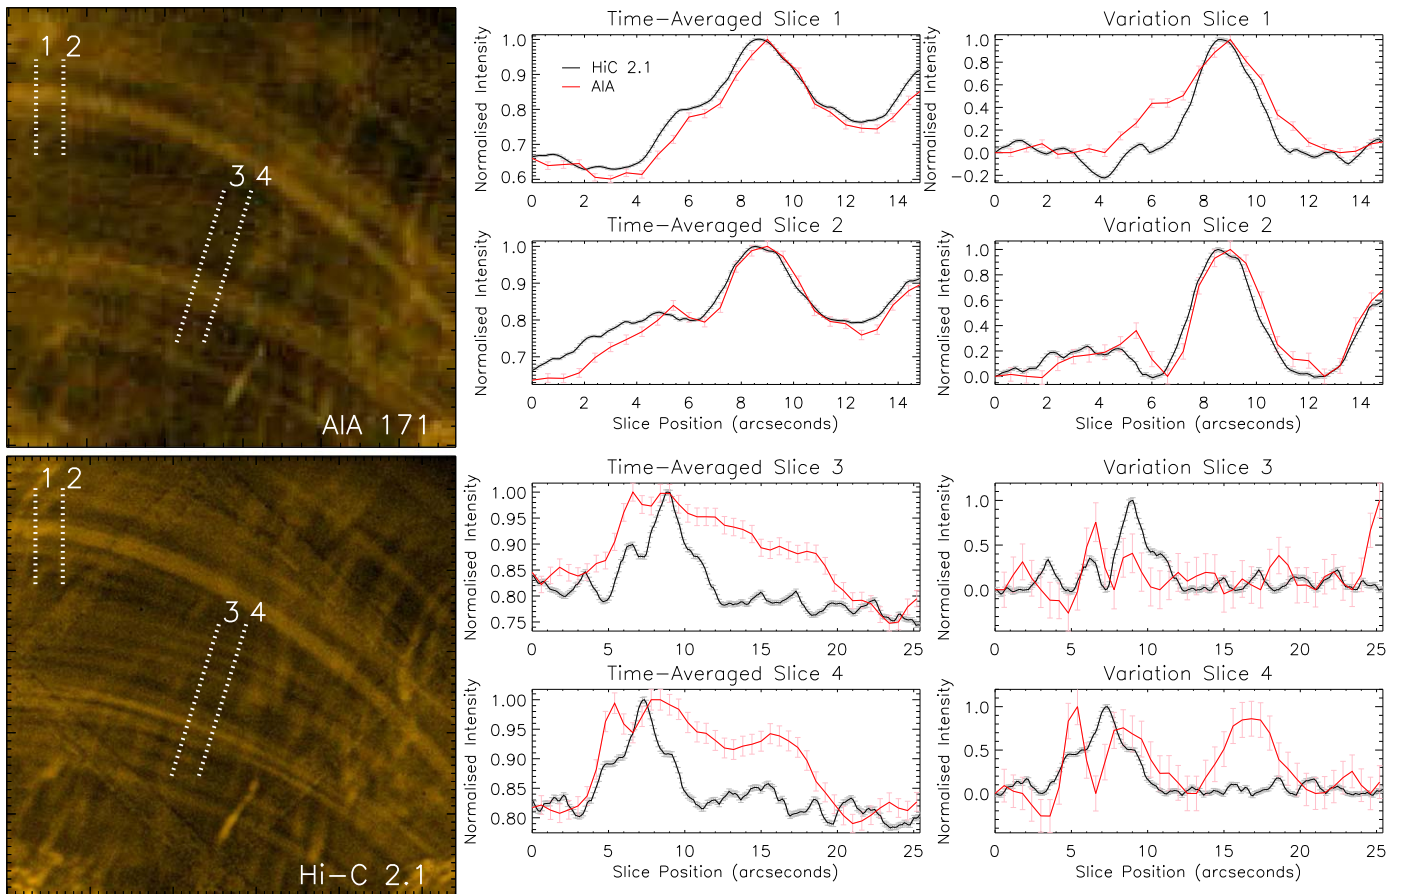 1 2
3 4
AIA 171
Time-Averaged Slice 1
Normalised Intensity
1.0
0.9
0.8
0.7
0.6
HiC 2.1
AIA
0 2 4 6 8 10 12 14
Variation Slice 1
Normalised Intensity
1.0
0.8
0.6
0.4
0.2
0.0
-0.2
0 2 4 6 8 10 12 14
Time-Averaged Slice 2
Normalised Intensity
1.0
0.9
0.8
0.7
0 2 4 6 8 10 12 14
Slice Position (arcseconds)
Variation Slice 2
Normalised Intensity
1.0
0.8
0.6
0.4
0.2
0.0
0 2 4 6 8 10 12 14
Slice Position (arcseconds)
1 2
3 4
Hi-C 2.1
Time-Averaged Slice 3
Normalised Intensity
1.00
0.95
0.90
0.85
0.80
0.75
0 5 10 15 20 25
Variation Slice 3
Normalised Intensity
1.0
0.5
0.0
0 5 10 15 20 25
Time-Averaged Slice 4
Normalised Intensity
1.00
0.95
0.90
0.85
0.80
0 5 10 15 20 25
Slice Position (arcseconds)
Variation Slice 4
Normalised Intensity
1.0
0.5
0.0
0 5 10 15 20 25
Slice Position (arcseconds)